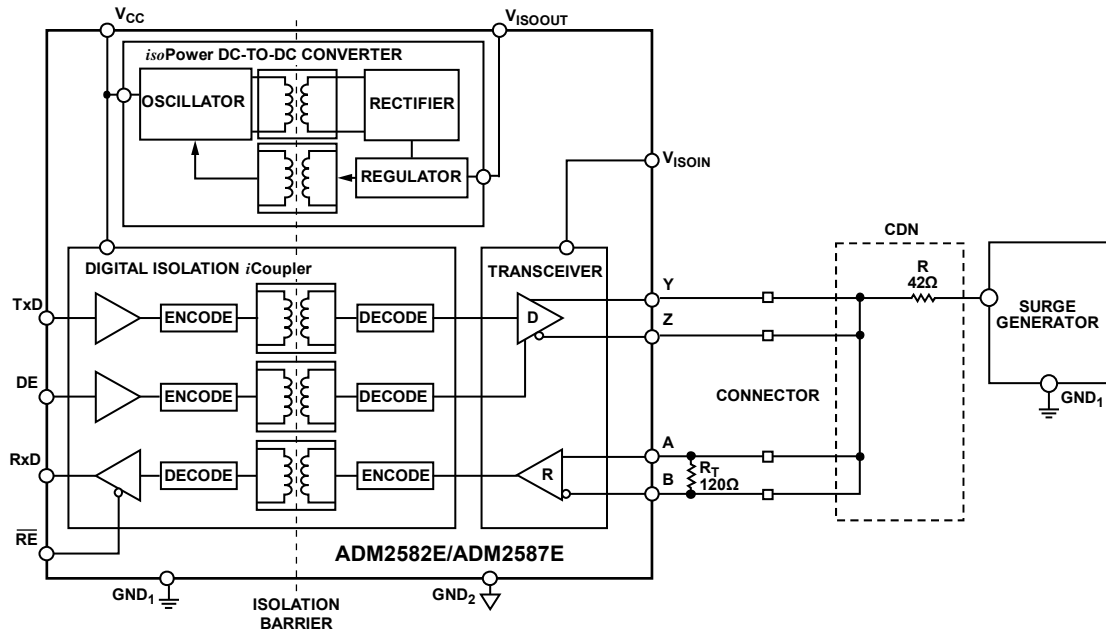 VCC
VISOOUT
isoPower DC-TO-DC CONVERTER
OSCILLATOR
RECTIFIER
REGULATOR
VISOIN
DIGITAL ISOLATION iCoupler
TRANSCEIVER
TxD
ENCODE
DECODE
D
Y
Z
DE
ENCODE
DECODE
RxD
DECODE
ENCODE
R
A
B
RT
120Ω
RE
ADM2582E/ADM2587E
GND1
ISOLATION
BARRIER
GND2
CONNECTOR
CDN
R
42Ω
SURGE
GENERATOR
GND1